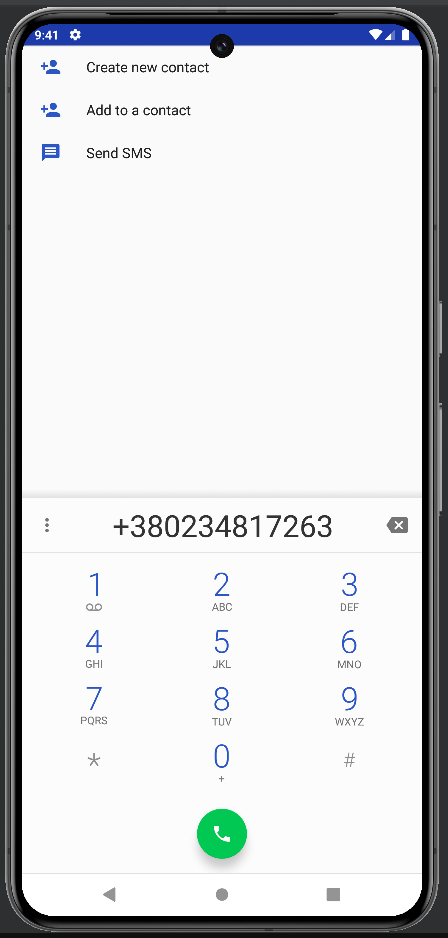 9:41
Create new contact
Add to a contact
Send SMS
+380234817263
1 2 3
ABC DEF
4 5 6
GHI JKL MNO
7 8 9
PQRS TUV WXYZ
* 0 #
+